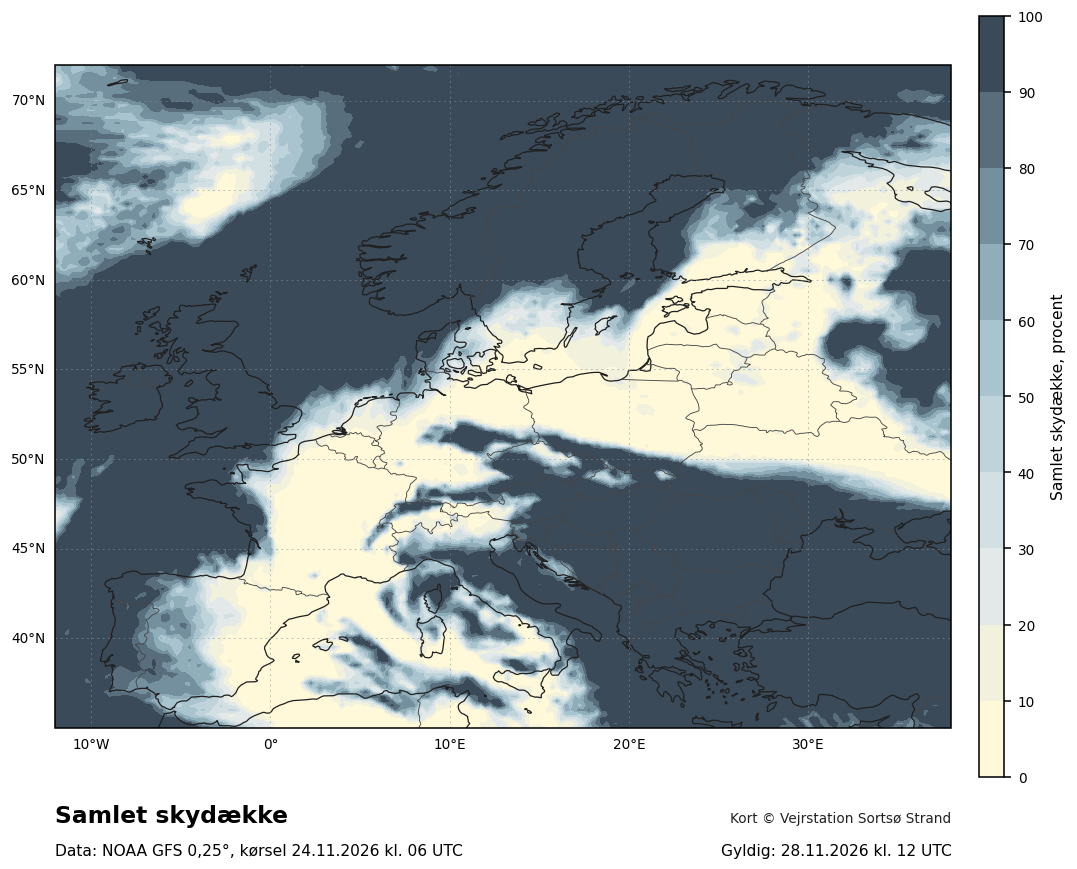 70°N
65°N
60°N
55°N
50°N
45°N
40°N
10°W 0° 10°E 20°E 30°E
100
90
80
70
60
50
40
30
20
10
0
Samlet skydække, procent
Samlet skydække
Kort © Vejrstation Sortsø Strand
Data: NOAA GFS 0,25°, kørsel 24.11.2026 kl. 06 UTC
Gyldig: 28.11.2026 kl. 12 UTC